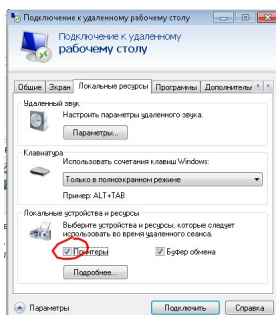 Подключение к удаленному рабочему столу
Подключение к удаленному
рабочему столу
Общие Экран Локальные ресурсы Программы Дополнительно
Удаленный звук
Настроить параметры удаленного звука.
Параметры...
Клавиатура
Использовать сочетания клавиш Windows:
Только в полноэкранном режиме
Пример: ALT+TAB
Локальные устройства и ресурсы
Выберите устройства и ресурсы, которые следует
использовать во время удаленного сеанса.
Принтеры Буфер обмена
Подробнее...
Параметры Подключить Справка